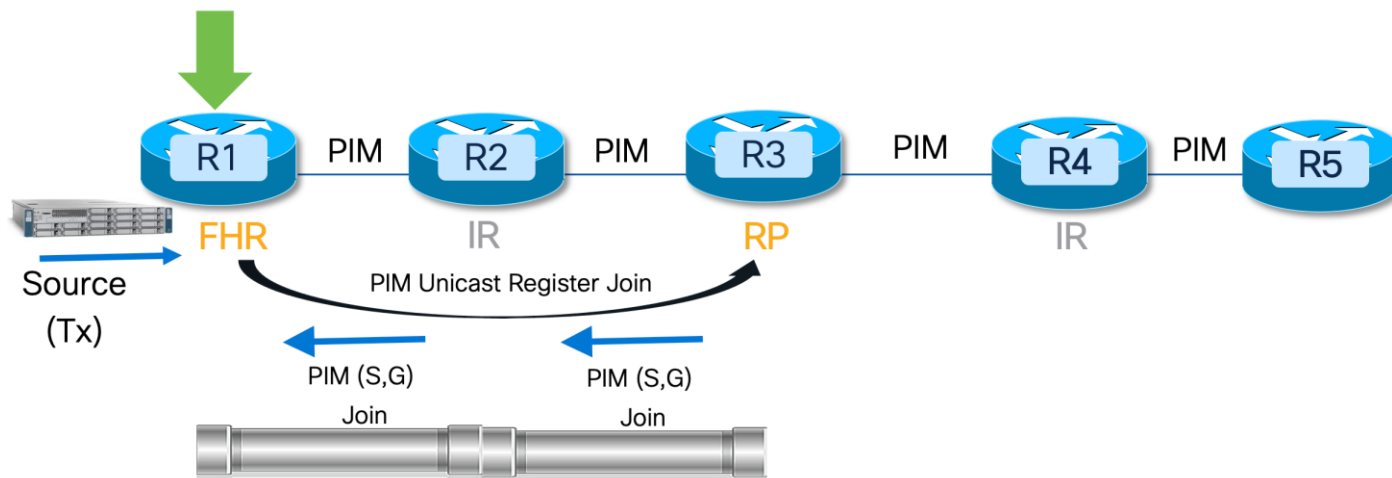 R1
PIM
R2
PIM
R3
PIM
R4
PIM
R5
FHR
IR
RP
IR
Source
(Tx)
PIM Unicast Register Join
PIM (S,G)
Join
PIM (S,G)
Join